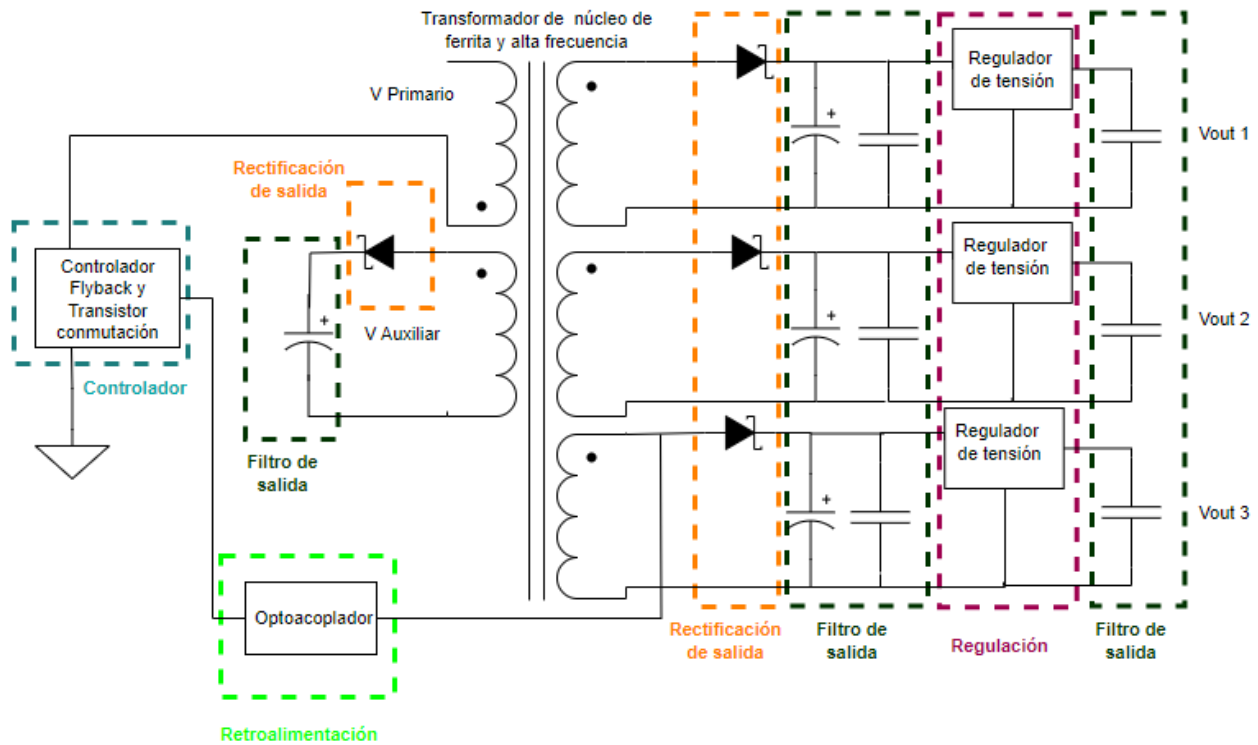 Transformador de núcleo de
ferrita y alta frecuencia
V Primario
Regulador
de tensión
Vout 1
Rectificación
de salida
Controlador
Flyback y
Transistor
conmutación
Controlador
V Auxiliar
Regulador
de tensión
Vout 2
Filtro de
salida
Regulador
de tensión
Vout 3
Optoacoplador
Retroalimentación
Rectificación
de salida
Filtro de
salida
Regulación
Filtro de
salida
+
+
+
+